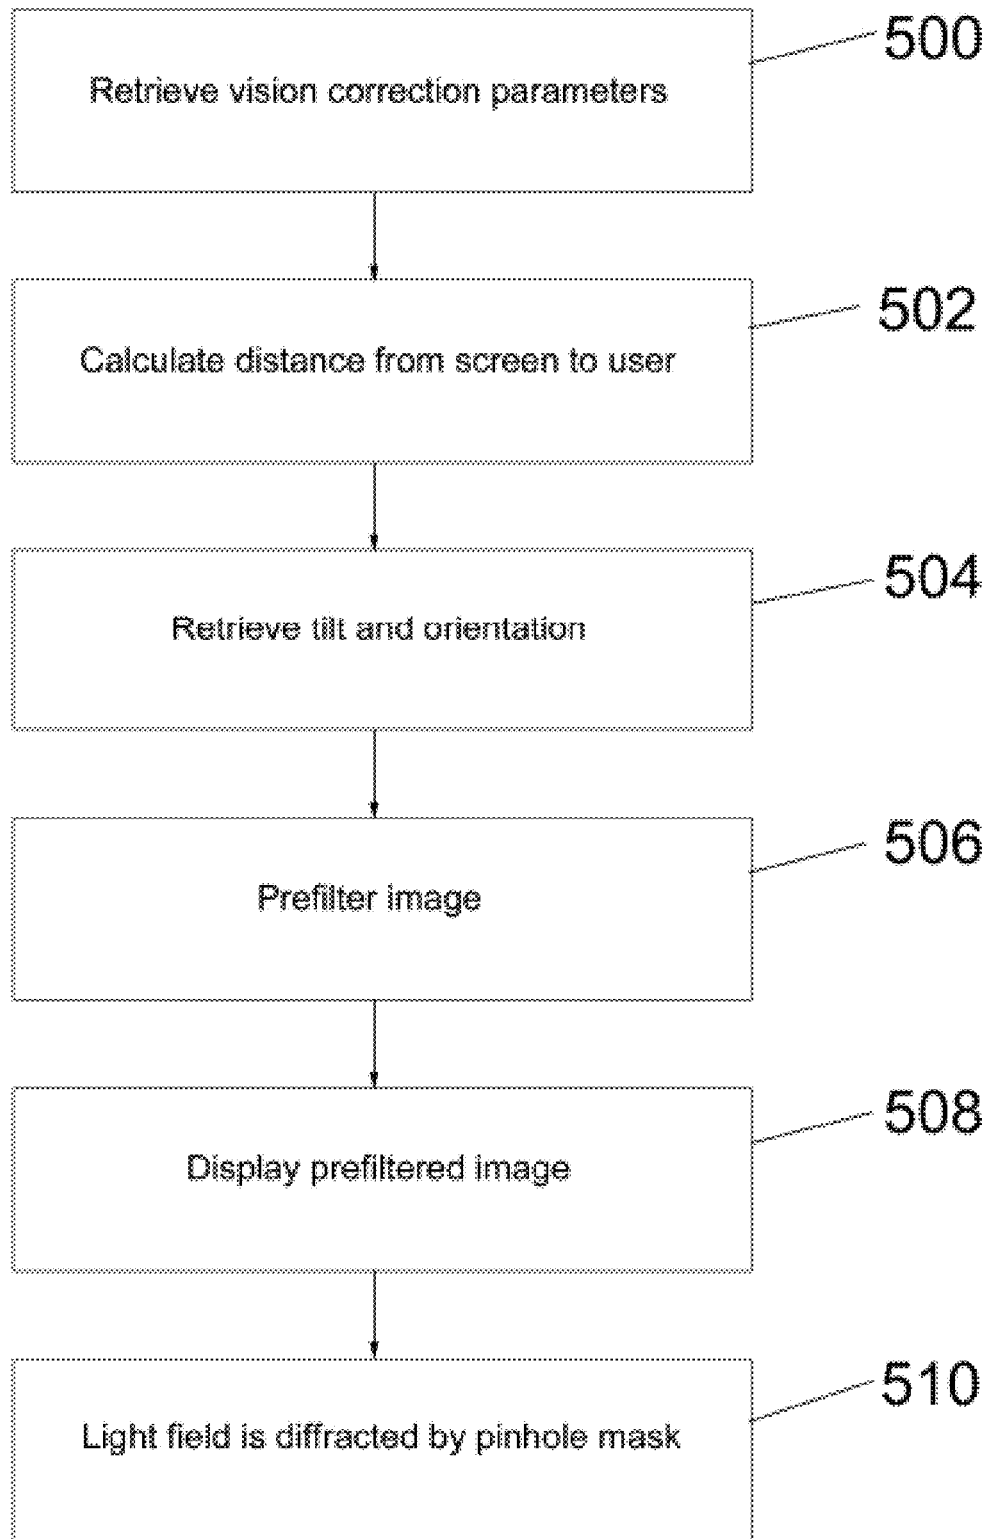 500
Retrieve vision correction parameters
502
Calculate distance from screen to user
504
Retrieve tilt and orientation
506
Prefilter image
508
Display prefiltered image
510
Light field is diffracted by pinhole mask